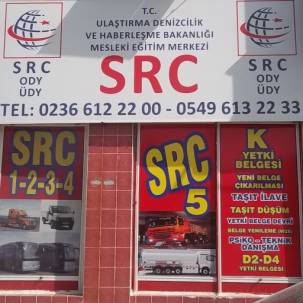 T.C.
ULAŞTIRMA DENİZCİLİK
VE HABERLEŞME BAKANLIĞI
MESLEKİ EĞİTİM MERKEZİ
SRC
SRC
ODY
ÜDY
SRC
ODY
ÜDY
TEL: 0236 612 22 00 - 0549 613 22 33
SRC
1-2-3-4
SRC
5
K
YETKİ
BELGESİ
YENİ BELGE
ÇIKARILMASI
TAŞIT İLAVE
TAŞIT DÜŞÜM
YETKİ BELGE DEVRİ
BELGE YENİLEME
PSİKO - TEKNİK
DANIŞMA
D2-D4
YETKİ BELGESİ